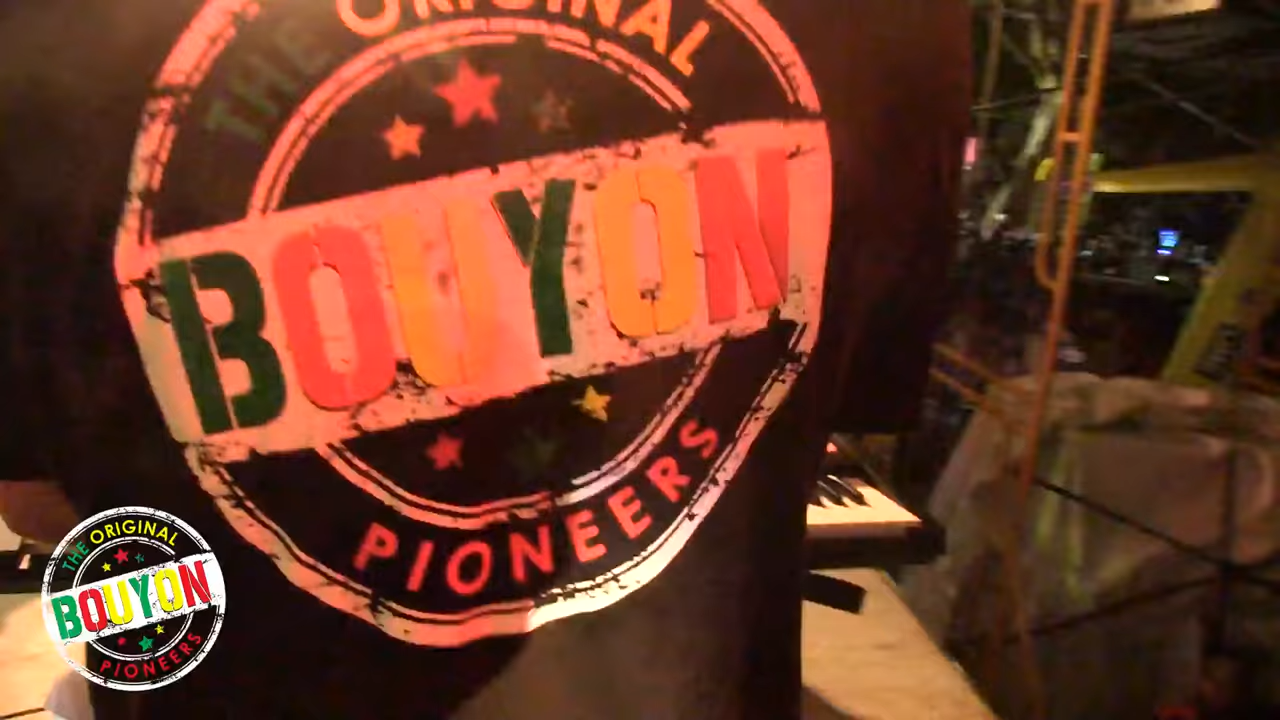 THE ORIGINAL
BOUYON
PIONEERS
THE ORIGINAL
BOUYON
PIONEERS